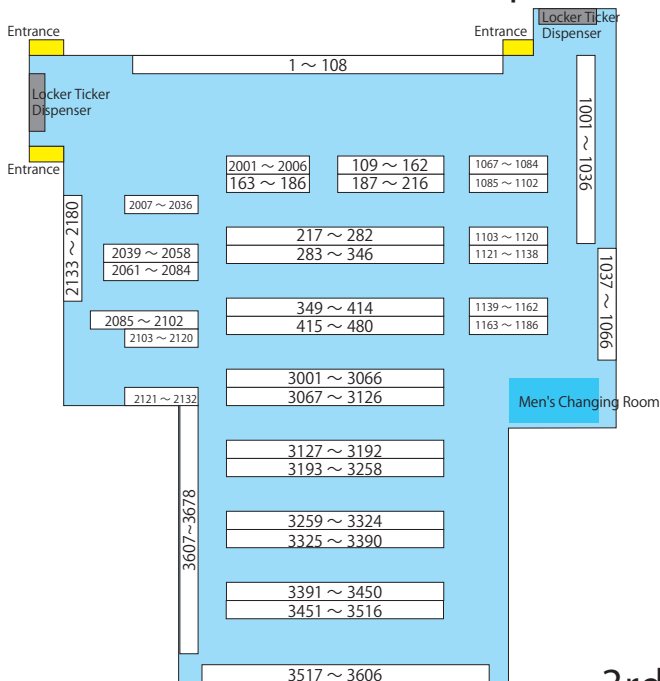 Locker Ticker
Dispenser
Entrance
Entrance
1 ～ 108
Locker Ticker
Dispenser
Entrance
1001 ～ 1036
2001 ～ 2006
109 ～ 162
1067 ～ 1084
163 ～ 186
187 ～ 216
1085 ～ 1102
2007 ～ 2036
2133 ～ 2180
217 ～ 282
1103 ～ 1120
2039 ～ 2058
283 ～ 346
1121 ～ 1138
2061 ～ 2084
1037 ～ 1066
349 ～ 414
1139 ～ 1162
2085 ～ 2102
415 ～ 480
1163 ～ 1186
2103 ～ 2120
3001 ～ 3066
2121 ～ 2132
3067 ～ 3126
Men's Changing Room
3127 ～ 3192
3193 ～ 3258
3607~3678
3259 ～ 3324
3325 ～ 3390
3391 ～ 3450
3451 ～ 3516
3517 ～ 3606
3rd